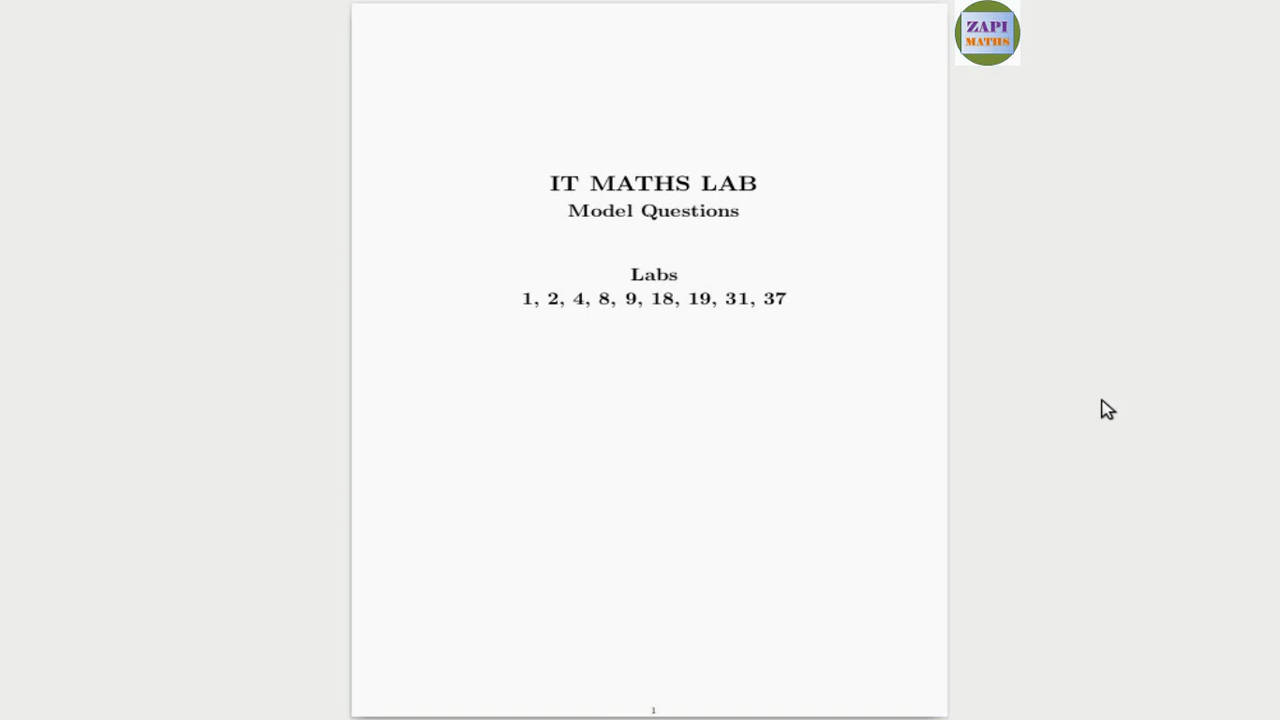 ZAPI
MATHS
IT MATHS LAB
Model Questions
Labs
1, 2, 4, 8, 9, 18, 19, 31, 37
1